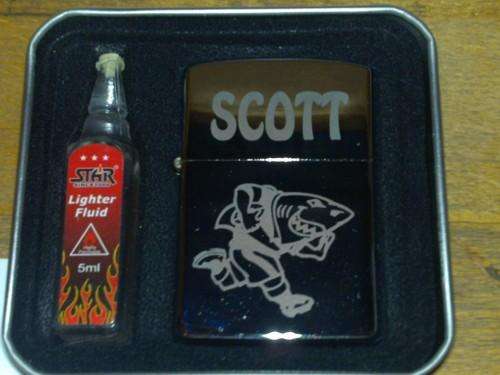 STAR
Lighter
Fluid
5ml
SCOTT